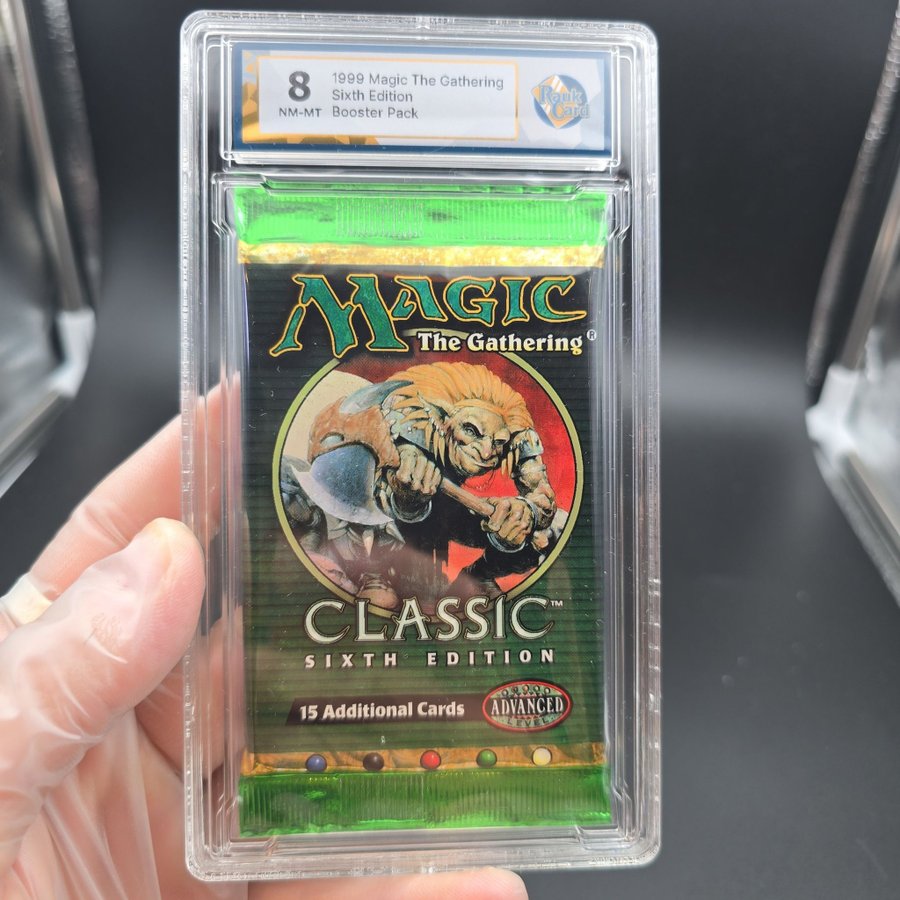 8
NM-MT
1999 Magic The Gathering
Sixth Edition
Booster Pack
Rank
Card
MAGIC
The Gathering®
CLASSIC™
SIXTH EDITION
15 Additional Cards
ADVANCED
LEVEL